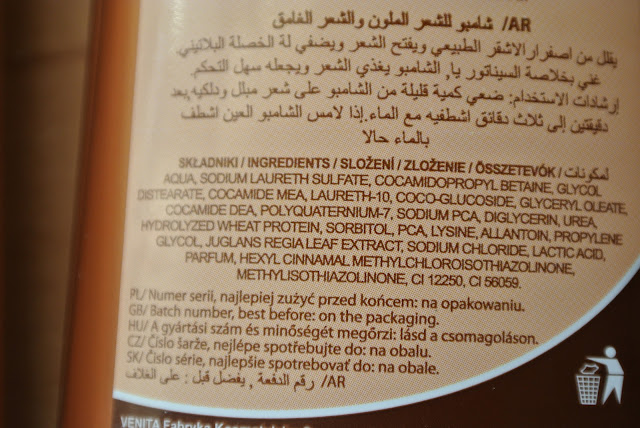 AR/ شامبو للشعر الملون والشعر الغامق
يقلل من اصفرار الاشقر الطبيعي ويفتح الشعر ويضفي لة الخصلة البلاتيني
غني بخلاصة السيناتور يا, الشامبو يغذي الشعر ويجعله سهل التحكم.
إرشادات الاستخدام: ضعي كمية قليلة من الشامبو على شعر مبلل ودلكيه,بعد
دقيقتين إلى ثلاث دقائق اشطفيه مع الماء.إذا لامس الشامبو العين اشطف
بالماء حالا
SKŁADNIKI / INGREDIENTS / SLOŽENÍ / ZLOŽENIE / ÖSSZETEVŐK / لمكونات
AQUA, SODIUM LAURETH SULFATE, COCAMIDOPROPYL BETAINE, GLYCOL
DISTEARATE, COCAMIDE MEA, LAURETH-10, COCO-GLUCOSIDE, GLYCERYL OLEATE,
COCAMIDE DEA, POLYQUATERNIUM-7, SODIUM PCA, DIGLYCERIN, UREA,
HYDROLYZED WHEAT PROTEIN, SORBITOL, PCA, LYSINE, ALLANTOIN, PROPYLENE
GLYCOL, JUGLANS REGIA LEAF EXTRACT, SODIUM CHLORIDE, LACTIC ACID,
PARFUM, HEXYL CINNAMAL METHYLCHLOROISOTHIAZOLINONE,
METHYLISOTHIAZOLINONE, CI 12250, CI 56059.
PL/ Numer serii, najlepiej zużyć przed końcem: na opakowaniu.
GB/ Batch number, best before: on the packaging.
HU/ A gyártási szám és minőségét megőrzi: lásd a csomagoláson.
CZ/ Číslo šarže, nejlépe spotřebujte do: na obalu.
SK/ Číslo série, najlepšie spotrebovať do: na obale.
AR/ رقم الدفعة , يفضل قبل : على الغلاف
VENITA Fabryka